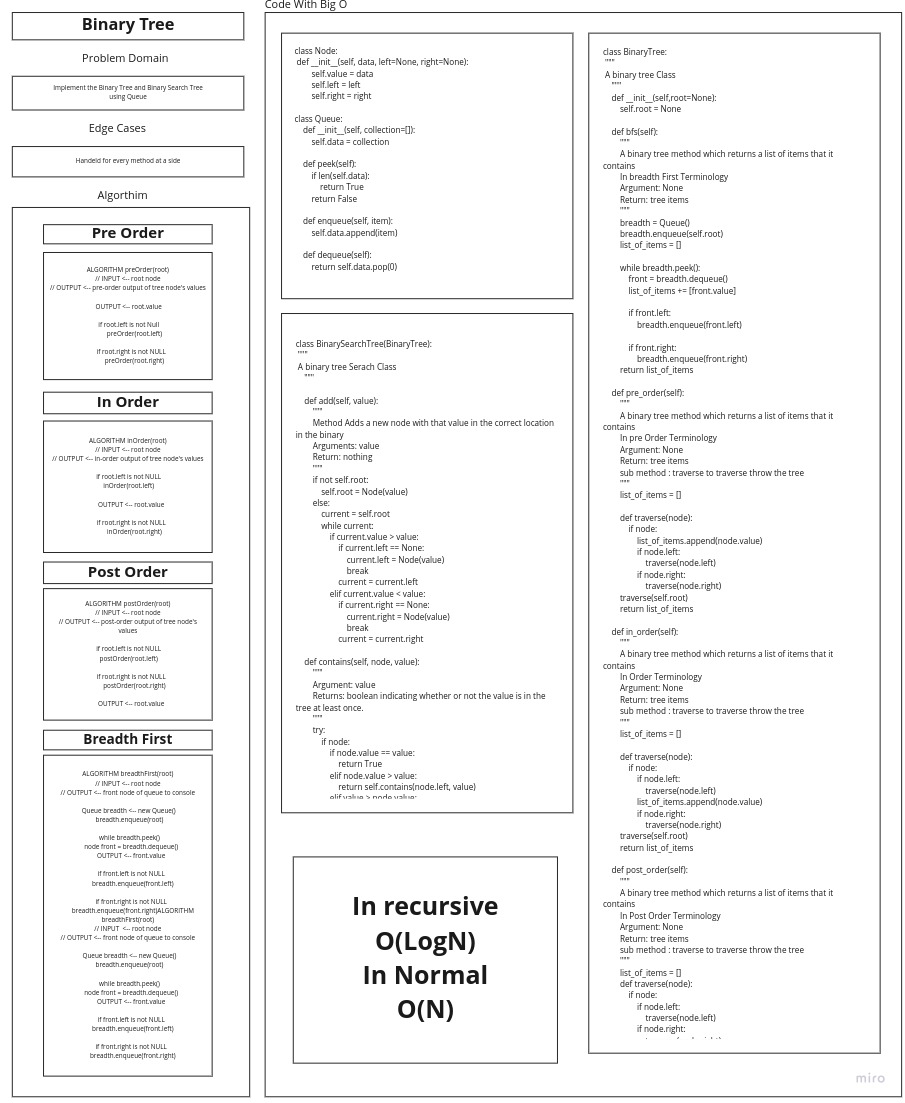 Binary Tree
Problem Domain
Implement the Binary Tree and Binary Search Tree
using Queue
Edge Cases
Handeld for every method at a side
Algorthim
Pre Order
ALGORITHM preOrder(root)
// INPUT <-- root node
// OUTPUT <-- pre-order output of tree node's values
OUTPUT <-- root.value
if root.left is not Null
preOrder(root.left)
if root.right is not NULL
preOrder(root.right)
In Order
ALGORITHM inOrder(root)
// INPUT <-- root node
// OUTPUT <-- in-order output of tree node's values
if root.left is not NULL
inOrder(root.left)
OUTPUT <-- root.value
if root.right is not NULL
inOrder(root.right)
Post Order
ALGORITHM postOrder(root)
// INPUT <-- root node
// OUTPUT <-- post-order output of tree node's
values
if root.left is not NULL
postOrder(root.left)
if root.right is not NULL
postOrder(root.right)
OUTPUT <-- root.value
Breadth First
ALGORITHM breadthFirst(root)
// INPUT <-- root node
// OUTPUT <-- front node of queue to console
Queue breadth <-- new Queue()
breadth.enqueue(root)
while breadth.peek()
node front = breadth.dequeue()
OUTPUT <-- front.value
if front.left is not NULL
breadth.enqueue(front.left)
if front.right is not NULL
breadth.enqueue(front.right)ALGORITHM
breadthFirst(root)
// INPUT <-- root node
// OUTPUT <-- front node of queue to console
Queue breadth <-- new Queue()
breadth.enqueue(root)
while breadth.peek()
node front = breadth.dequeue()
OUTPUT <-- front.value
if front.left is not NULL
breadth.enqueue(front.left)
if front.right is not NULL
breadth.enqueue(front.right)
Code With Big O
class Node:
def __init__(self, data, left=None, right=None):
self.value = data
self.left = left
self.right = right
class Queue:
def __init__(self, collection=[]):
self.data = collection
def peek(self):
if len(self.data):
return True
return False
def enqueue(self, item):
self.data.append(item)
def dequeue(self):
return self.data.pop(0)
class BinarySearchTree(BinaryTree):
"""
A binary tree Serach Class
"""
def add(self, value):
"""
Method Adds a new node with that value in the correct location
in the binary
Arguments: value
Return: nothing
"""
if not self.root:
self.root = Node(value)
else:
current = self.root
while current:
if current.value > value:
if current.left == None:
current.left = Node(value)
break
current = current.left
elif current.value < value:
if current.right == None:
current.right = Node(value)
break
current = current.right
def contains(self, node, value):
"""
Argument: value
Returns: boolean indicating whether or not the value is in the
tree at least once.
"""
try:
if node:
if node.value == value:
return True
elif node.value > value:
return self.contains(node.left, value)
elif value > node.value:
In recursive
O(LogN)
In Normal
O(N)
class BinaryTree:
"""
A binary tree Class
"""
def __init__(self,root=None):
self.root = None
def bfs(self):
"""
A binary tree method which returns a list of items that it
contains
In breadth First Terminology
Argument: None
Return: tree items
"""
breadth = Queue()
breadth.enqueue(self.root)
list_of_items = []
while breadth.peek():
front = breadth.dequeue()
list_of_items += [front.value]
if front.left:
breadth.enqueue(front.left)
if front.right:
breadth.enqueue(front.right)
return list_of_items
def pre_order(self):
"""
A binary tree method which returns a list of items that it
contains
In pre Order Terminology
Argument: None
Return: tree items
sub method : traverse to traverse throw the tree
"""
list_of_items = []
def traverse(node):
if node:
list_of_items.append(node.value)
if node.left:
traverse(node.left)
if node.right:
traverse(node.right)
traverse(self.root)
return list_of_items
def in_order(self):
"""
A binary tree method which returns a list of items that it
contains
In Order Terminology
Argument: None
Return: tree items
sub method : traverse to traverse throw the tree
"""
list_of_items = []
def traverse(node):
if node:
if node.left:
traverse(node.left)
list_of_items.append(node.value)
if node.right:
traverse(node.right)
traverse(self.root)
return list_of_items
def post_order(self):
"""
A binary tree method which returns a list of items that it
contains
In Post Order Terminology
Argument: None
Return: tree items
sub method : traverse to traverse throw the tree
"""
list_of_items = []
def traverse(node):
if node:
if node.left:
traverse(node.left)
if node.right:
miro